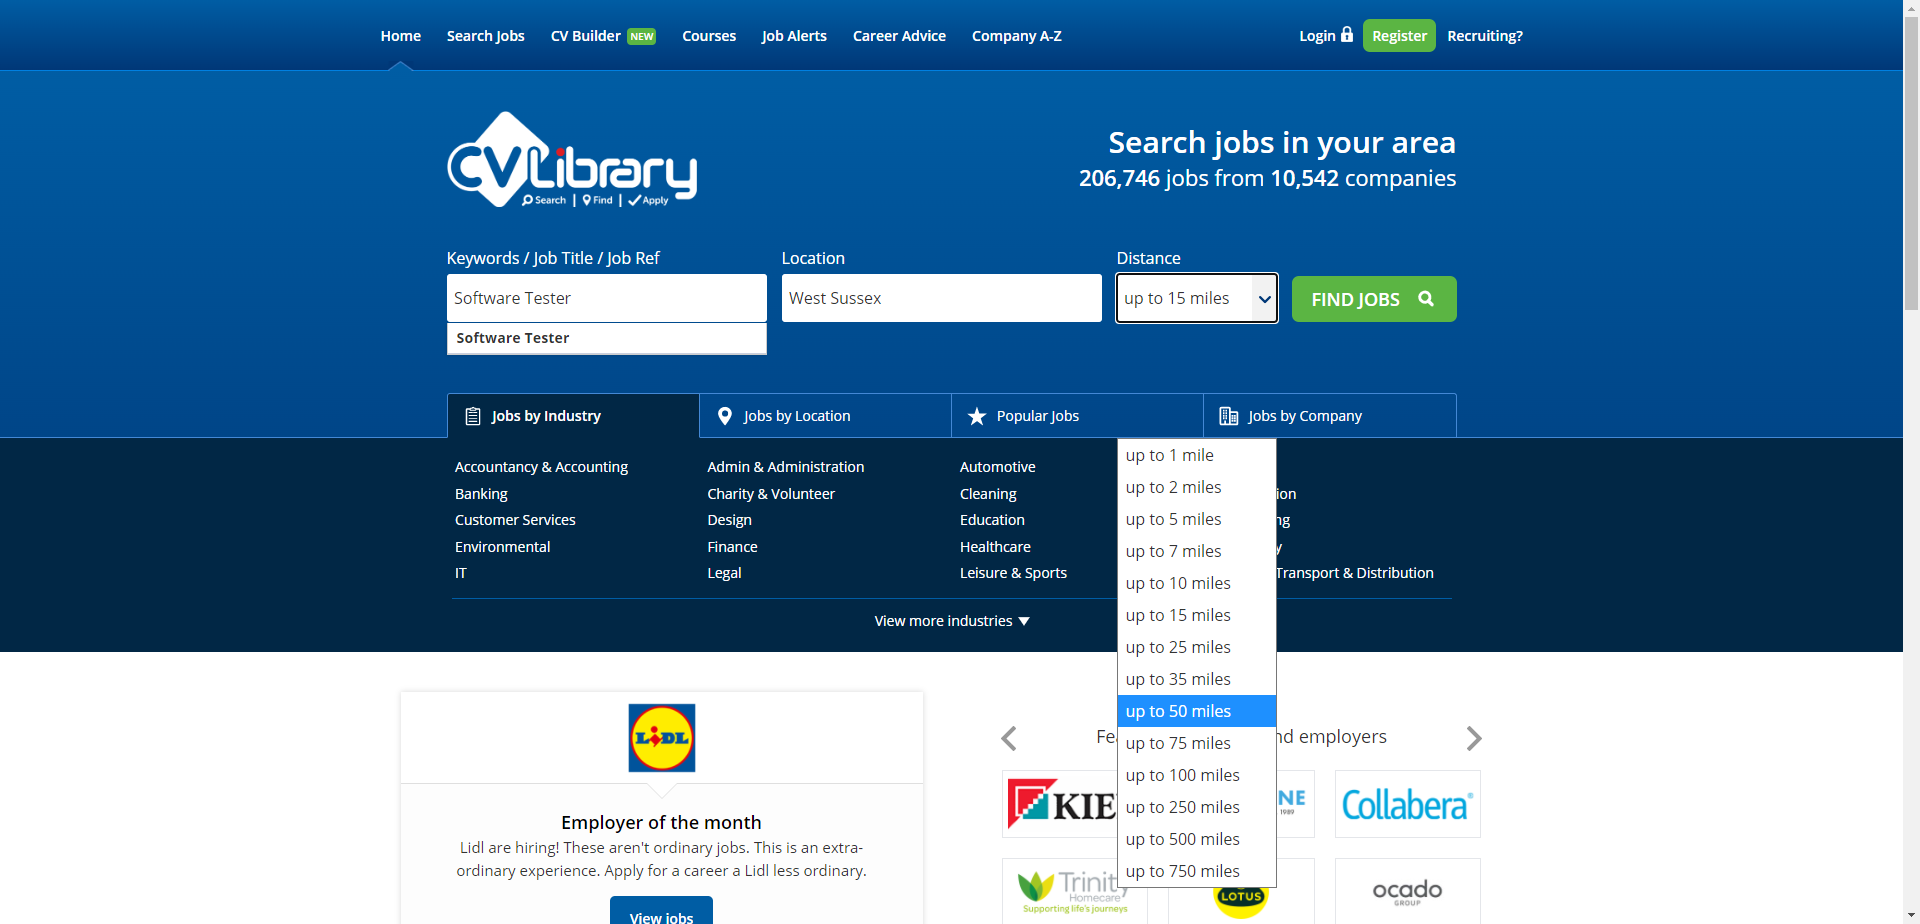 Home
Search Jobs
CV Builder NEW
Courses
Job Alerts
Career Advice
Company A-Z
Login
Register
Recruiting?
CV Library
Search | Find | Apply
Search jobs in your area
206,746 jobs from 10,542 companies
Keywords / Job Title / Job Ref
Location
Distance
Software Tester
West Sussex
up to 15 miles
FIND JOBS
Software Tester
Jobs by Industry
Jobs by Location
Popular Jobs
Jobs by Company
Accountancy & Accounting
Admin & Administration
Automotive
Banking
Charity & Volunteer
Cleaning
ion
Customer Services
Design
Education
ng
Environmental
Finance
Healthcare
y
IT
Legal
Leisure & Sports
Transport & Distribution
View more industries
up to 1 mile
up to 2 miles
up to 5 miles
up to 7 miles
up to 10 miles
up to 15 miles
up to 25 miles
up to 35 miles
up to 50 miles
up to 75 miles
up to 100 miles
up to 250 miles
up to 500 miles
up to 750 miles
LIDL
Employer of the month
Lidl are hiring! These aren't ordinary jobs. This is an extra-
ordinary experience. Apply for a career a Lidl less ordinary.
View jobs
Fe
nd employers
KIE
NE
1989
Collabera
Trinity
Homecare
Supporting life's journeys
LOTUS
ocado
GROUP